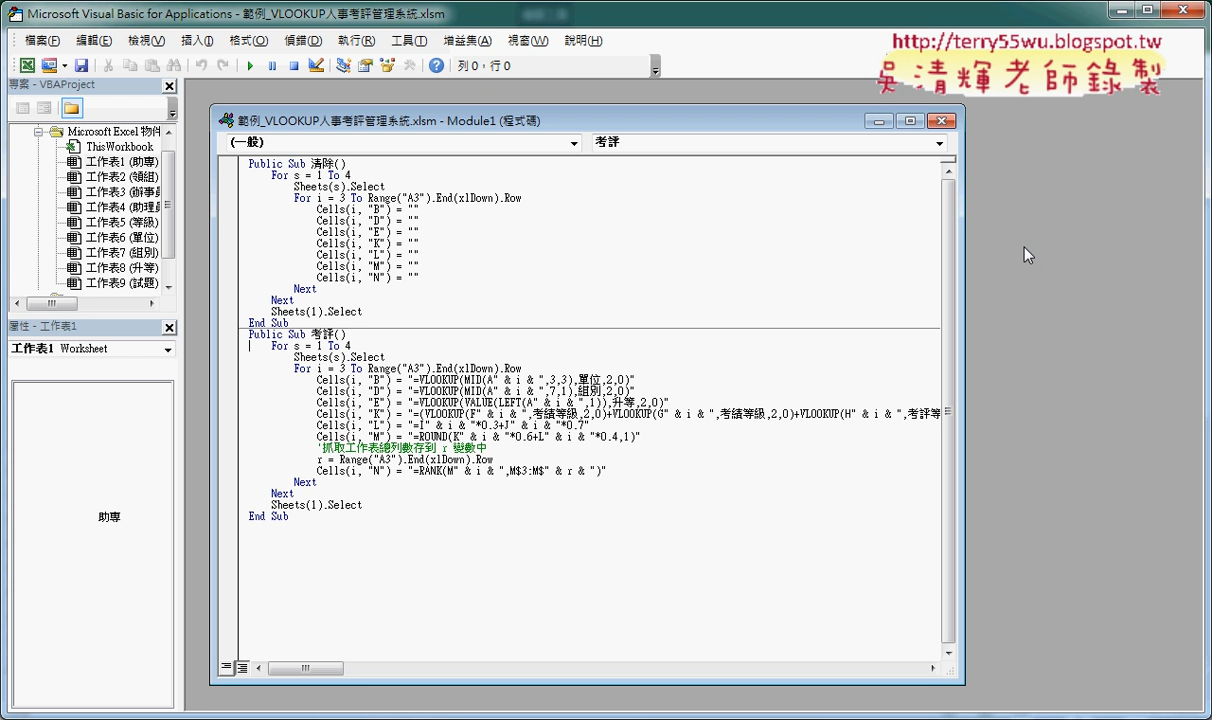 Microsoft Visual Basic for Applications - 範例_VLOOKUP人事考評管理系統.xlsm
檔案(F) 編輯(E) 檢視(V) 插入(I) 格式(O) 偵錯(D) 執行(R) 工具(T) 增益集(A) 視窗(W) 說明(H)
http://terry55wu.blogspot.tw
吳清輝老師錄製
列 0，行 0
專案 - VBAProject
Microsoft Excel 物件
ThisWorkbook
工作表1 (助專)
工作表2 (領組)
工作表3 (辦事員
工作表4 (助理員
工作表5 (等級)
工作表6 (單位)
工作表7 (組別)
工作表8 (升等)
工作表9 (試題)
屬性 - 工作表1
工作表1 Worksheet
助專
範例_VLOOKUP人事考評管理系統.xlsm - Module1 (程式碼)
(一般) 考評
Public Sub 清除()
For s = 1 To 4
Sheets(s).Select
For i = 3 To Range("A3").End(xlDown).Row
Cells(i, "B") = ""
Cells(i, "D") = ""
Cells(i, "E") = ""
Cells(i, "K") = ""
Cells(i, "L") = ""
Cells(i, "M") = ""
Cells(i, "N") = ""
Next
Next
Sheets(1).Select
End Sub
Public Sub 考評()
For s = 1 To 4
Sheets(s).Select
For i = 3 To Range("A3").End(xlDown).Row
Cells(i, "B") = "=VLOOKUP(MID(A" & i & ",3,3),單位,2,0)"
Cells(i, "D") = "=VLOOKUP(MID(A" & i & ",7,1),組別,2,0)"
Cells(i, "E") = "=VLOOKUP(VALUE(LEFT(A" & i & ",1)),升等,2,0)"
Cells(i, "K") = "=(VLOOKUP(F" & i & ",考績等級,2,0)+VLOOKUP(G" & i & ",考績等級,2,0)+VLOOKUP(H" & i & ",考評等
Cells(i, "L") = "=I" & i & "*0.3+J" & i & "*0.7"
Cells(i, "M") = "=ROUND(K" & i & "*0.6+L" & i & "*0.4,1)"
'抓取工作表總列數存到 r 變數中
r = Range("A3").End(xlDown).Row
Cells(i, "N") = "=RANK(M" & i & ",M$3:M$" & r & ")"
Next
Next
Sheets(1).Select
End Sub